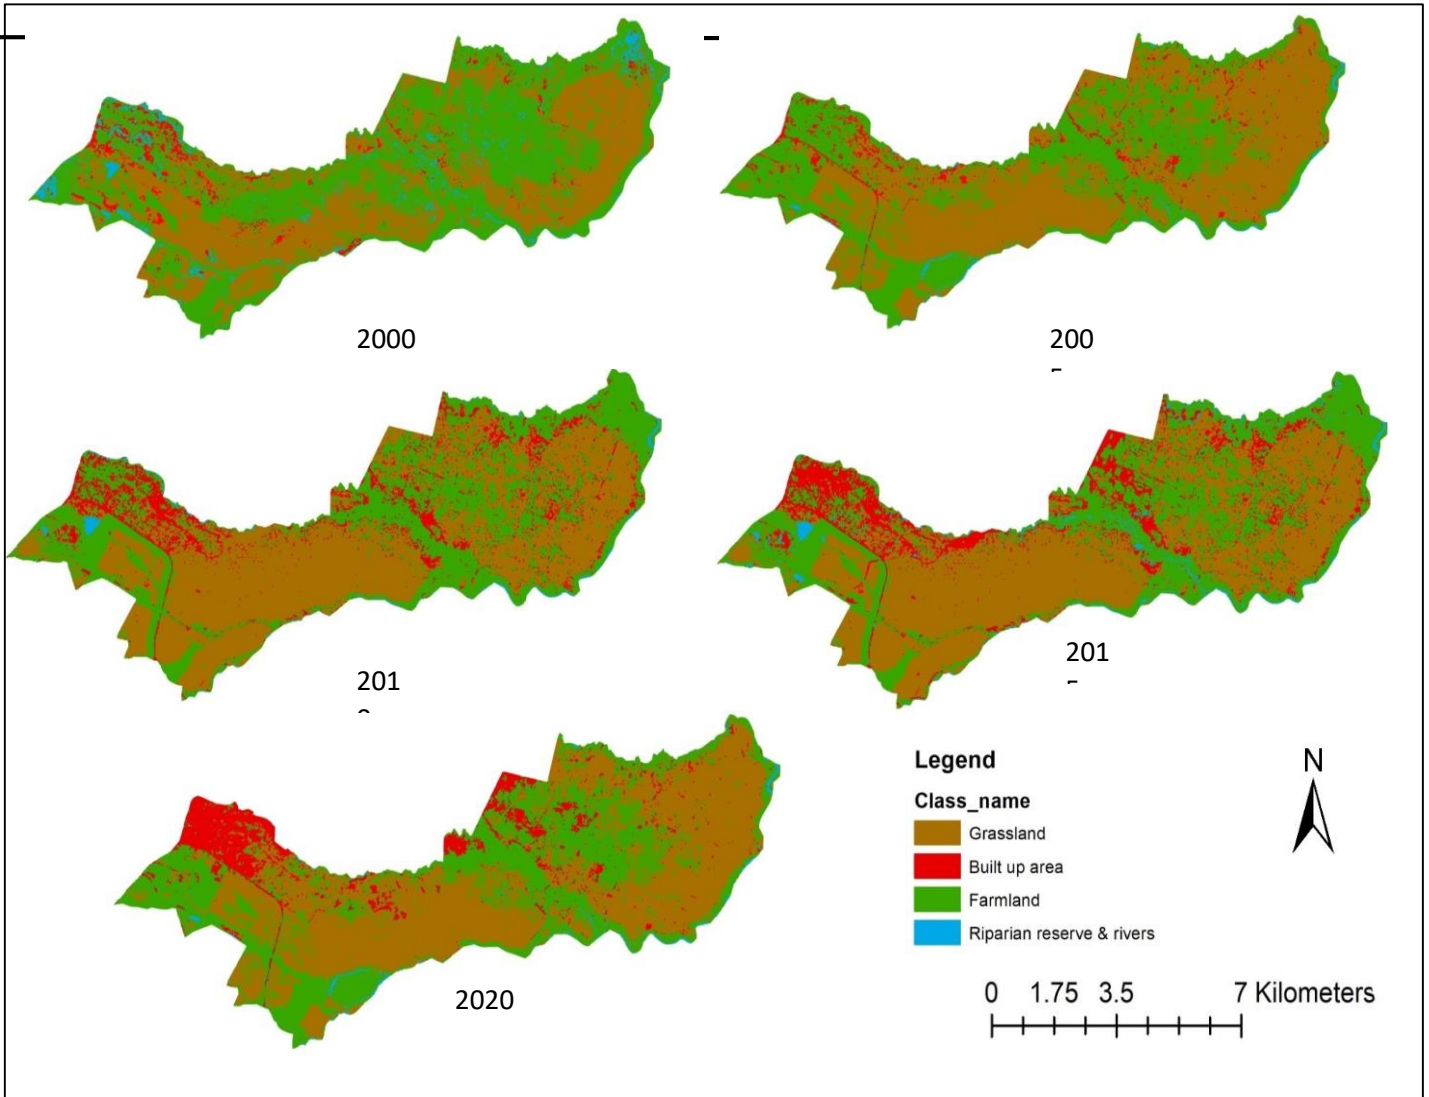 2000
200
201
201
2020
Legend
Class_name
Grassland
Built up area
Farmland
Riparian reserve & rivers
N
0 1.75 3.5 7 Kilometers